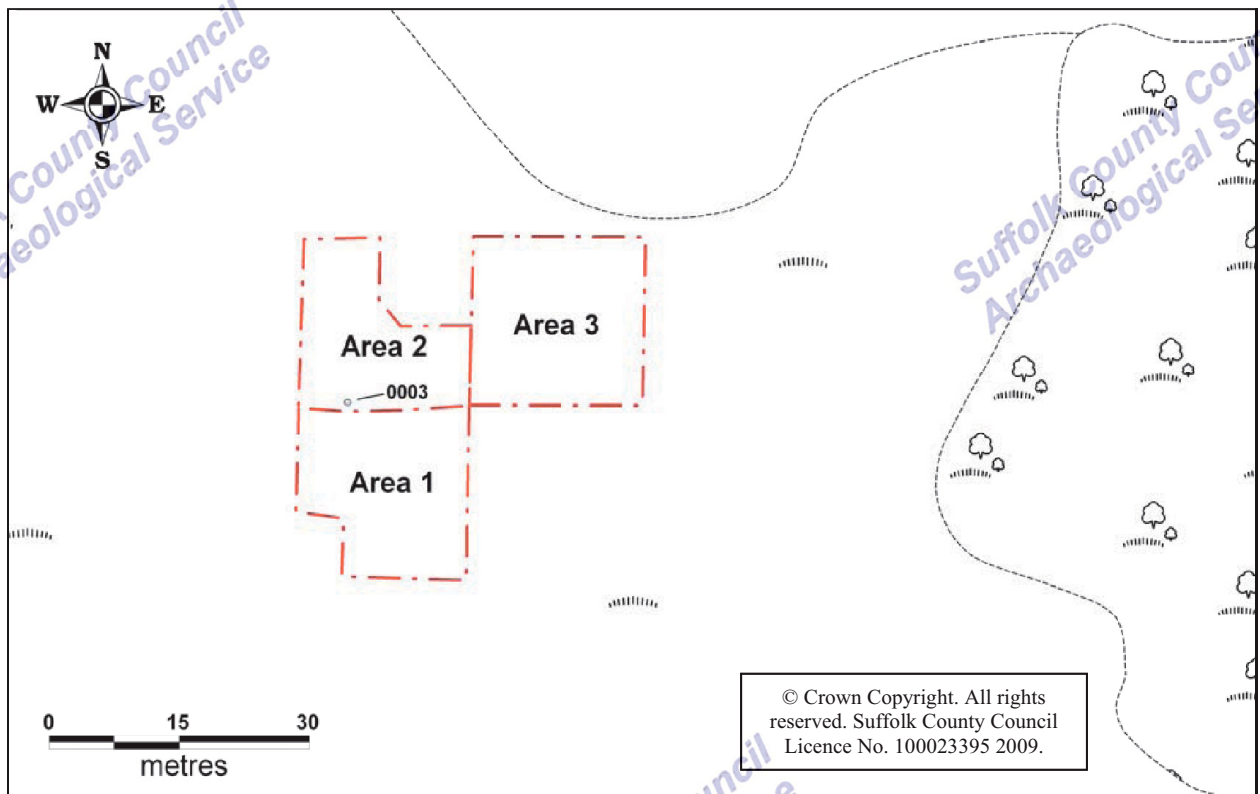 N
W E
S
Suffolk County Council
Archaeological Service
Area 2
Area 3
0003
Area 1
0 15 30
metres
© Crown Copyright. All rights
reserved. Suffolk County Council
Licence No. 100023395 2009.